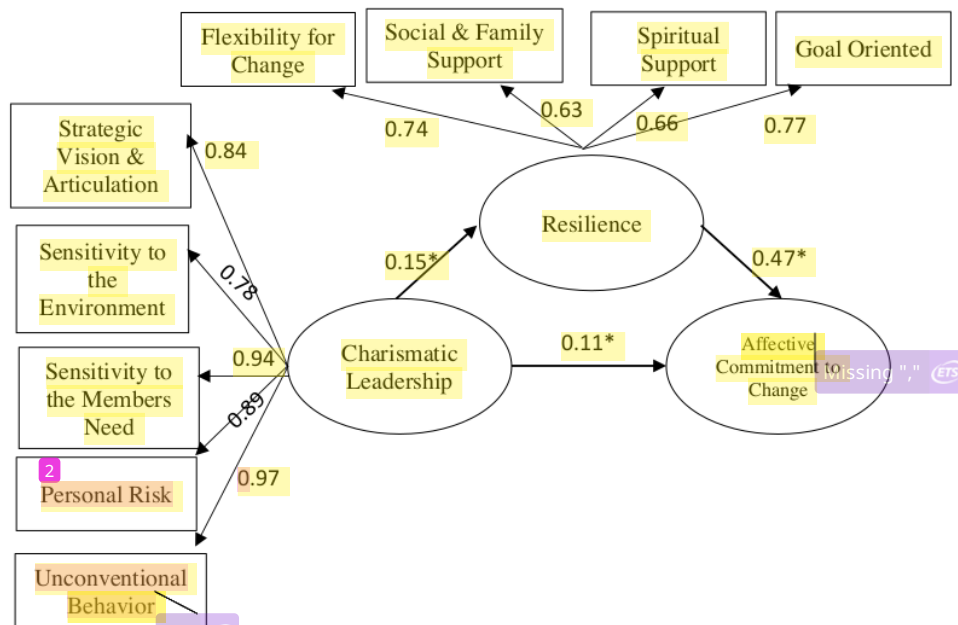 Flexibility for
Change
Social & Family
Support
Spiritual
Support
Goal Oriented
0.74
0.63
0.66
0.77
Strategic
Vision &
Articulation
0.84
Sensitivity to
the
Environment
0.78
Resilience
0.15*
0.47*
Sensitivity to
the Members
Need
0.94
0.89
Charismatic
Leadership
0.11*
Affective
Commitment to
Change
Missing "," ETS
2
Personal Risk
0.97
Unconventional
Behavior